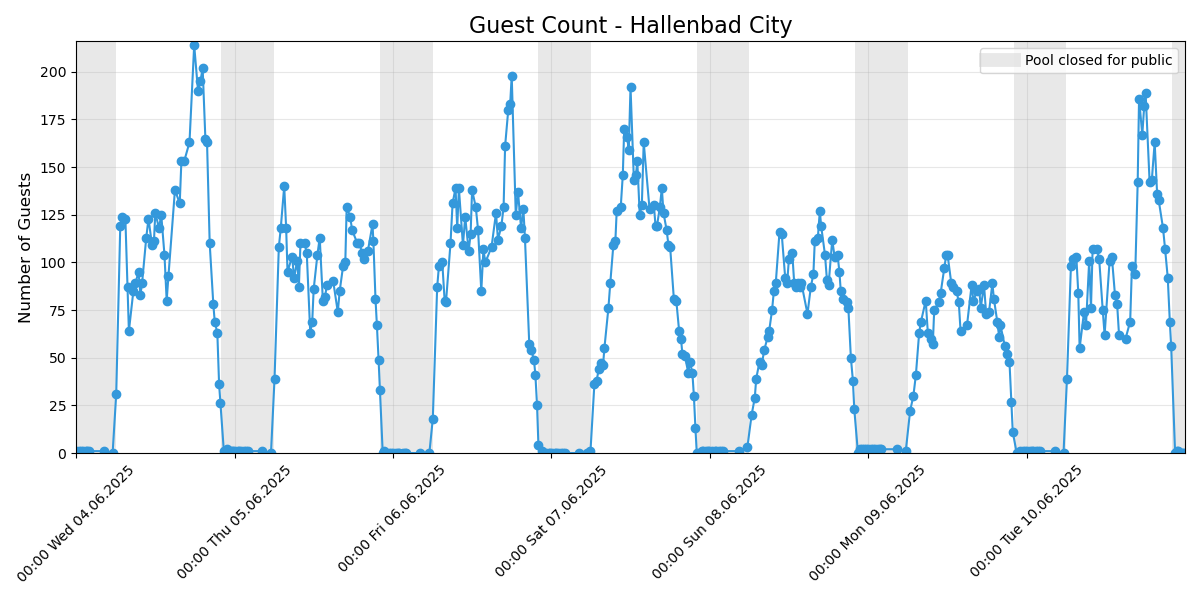 Guest Count - Hallenbad City
Pool closed for public
Number of Guests
200
175
150
125
100
75
50
25
0
00:00 Wed 04.06.2025
00:00 Thu 05.06.2025
00:00 Fri 06.06.2025
00:00 Sat 07.06.2025
00:00 Sun 08.06.2025
00:00 Mon 09.06.2025
00:00 Tue 10.06.2025